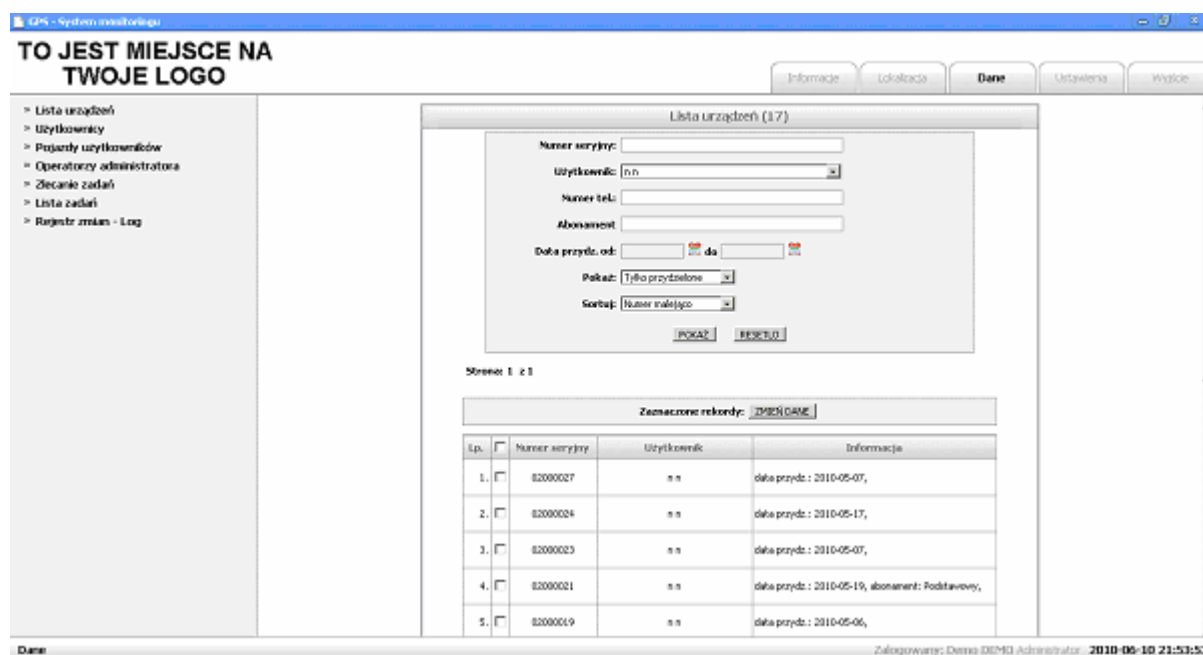 GPS - System monitoringu
TO JEST MIEJSCE NA
TWOJE LOGO
Informacje Lokalizacja Dane Ustawienia Wyjście
» Lista urządzeń
» Użytkownicy
» Pojazdy użytkowników
» Operatorzy administratora
» Zlecanie zadań
» Lista zadań
» Rejestr zmian - Log
Lista urządzeń (17)
Numer seryjny:
Użytkownik: n n
Numer tel.:
Abonament
Data przydz. od: do
Pokaż: Tylko przydzielone
Sortuj: Numer malejąco
POKAŻ RESETUJ
Strona: 1 z 1
Zaznaczone rekordy: ZMIEŃ DANE
Lp. Numer seryjny Użytkownik Informacja
1. 02000027 n n data przydz.: 2010-05-07,
2. 02000024 n n data przydz.: 2010-05-17,
3. 02000023 n n data przydz.: 2010-05-07,
4. 02000021 n n data przydz.: 2010-05-19, abonament: Podstawowy,
5. 02000019 n n data przydz.: 2010-05-06,
Dane Zalogowany: Demo DEMO Administrator 2010-06-10 21:53:5